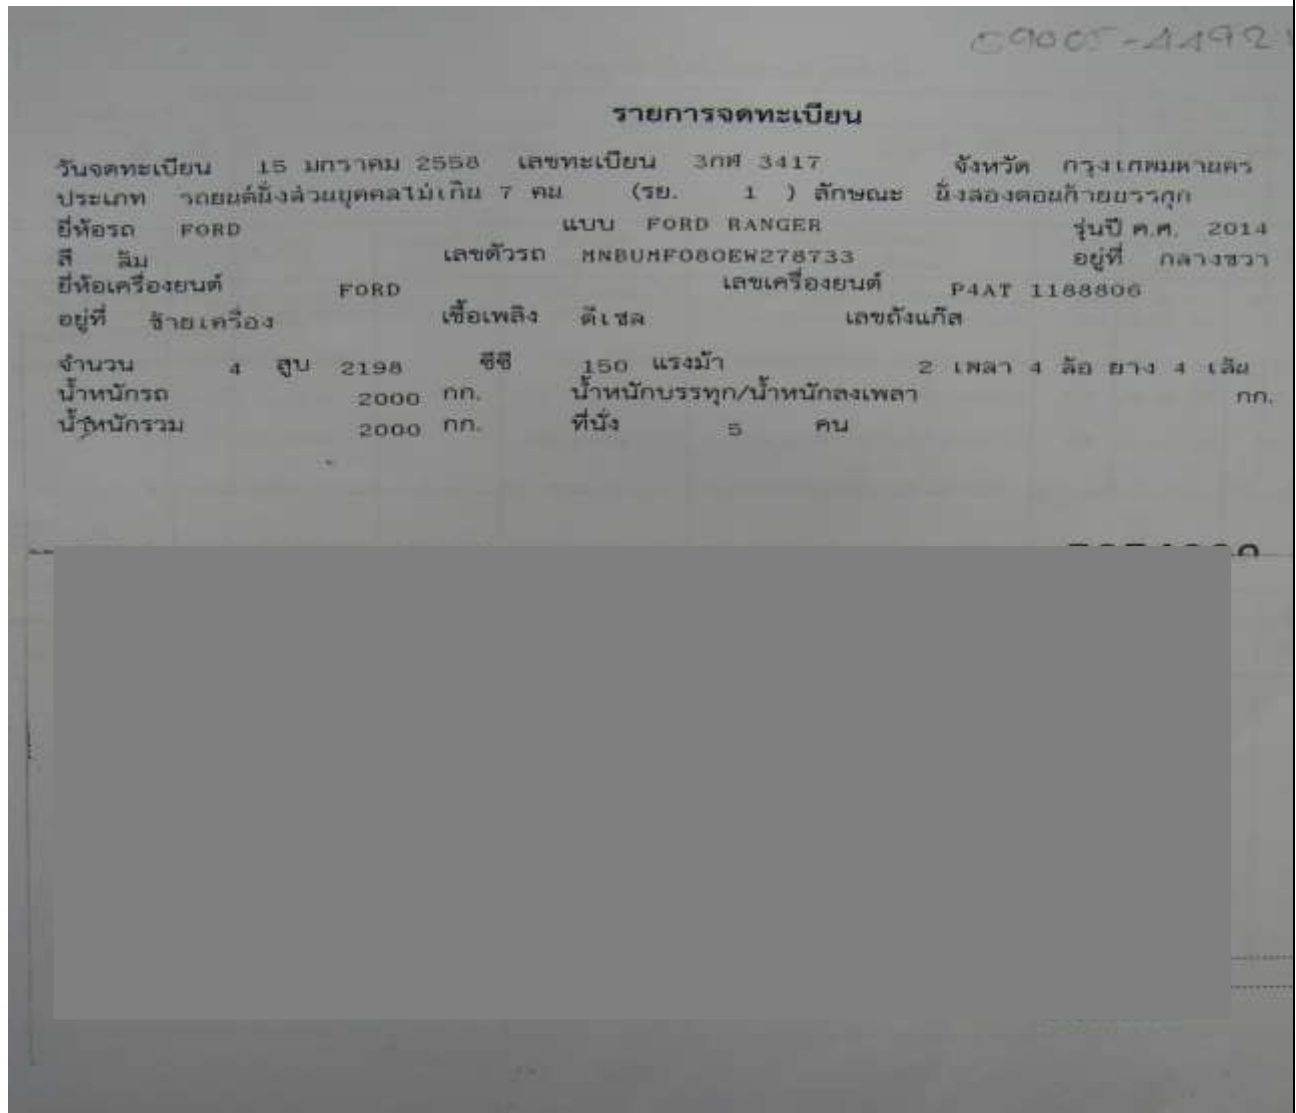 รายการจดทะเบียน
วันจดทะเบียน 15 มกราคม 2558 เลขทะเบียน 3กศ 3417 จังหวัด กรุงเทพมหานคร
ประเภท รถยนต์นั่งส่วนบุคคลไม่เกิน 7 คน (รย. 1 ) ลักษณะ นั่งสองตอนท้ายบรรทุก
ยี่ห้อรถ FORD แบบ FORD RANGER รุ่นปี ค.ศ. 2014
สี ส้ม เลขตัวรถ MNBUMF080EW278733 อยู่ที่ กลางขวา
ยี่ห้อเครื่องยนต์ FORD เลขเครื่องยนต์ P4AT 1188806
อยู่ที่ ซ้ายเครื่อง เชื้อเพลิง ดีเซล เลขถังแก๊ส
จำนวน 4 สูบ 2198 ซีซี 150 แรงม้า 2 เพลา 4 ล้อ ยาง 4 เส้น
น้ำหนักรถ 2000 กก. น้ำหนักบรรทุก/น้ำหนักลงเพลา กก.
น้ำหนักรวม 2000 กก. ที่นั่ง 5 คน